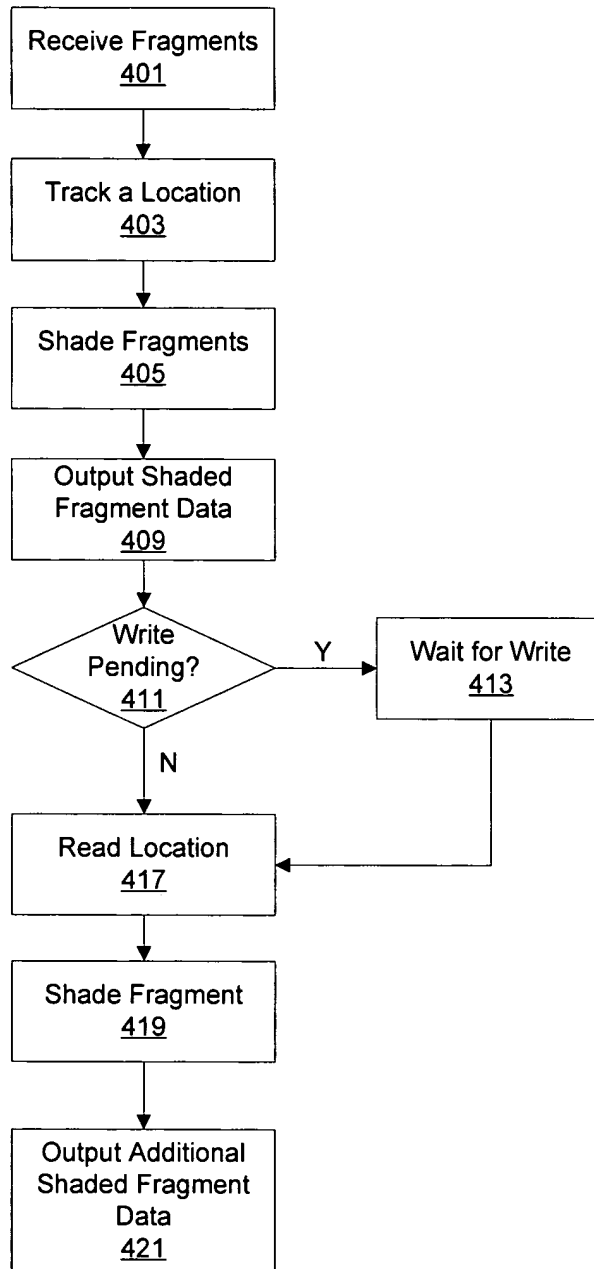 Receive Fragments
401
Track a Location
403
Shade Fragments
405
Output Shaded
Fragment Data
409
Write
Pending?
411
Y
Wait for Write
413
N
Read Location
417
Shade Fragment
419
Output Additional
Shaded Fragment
Data
421